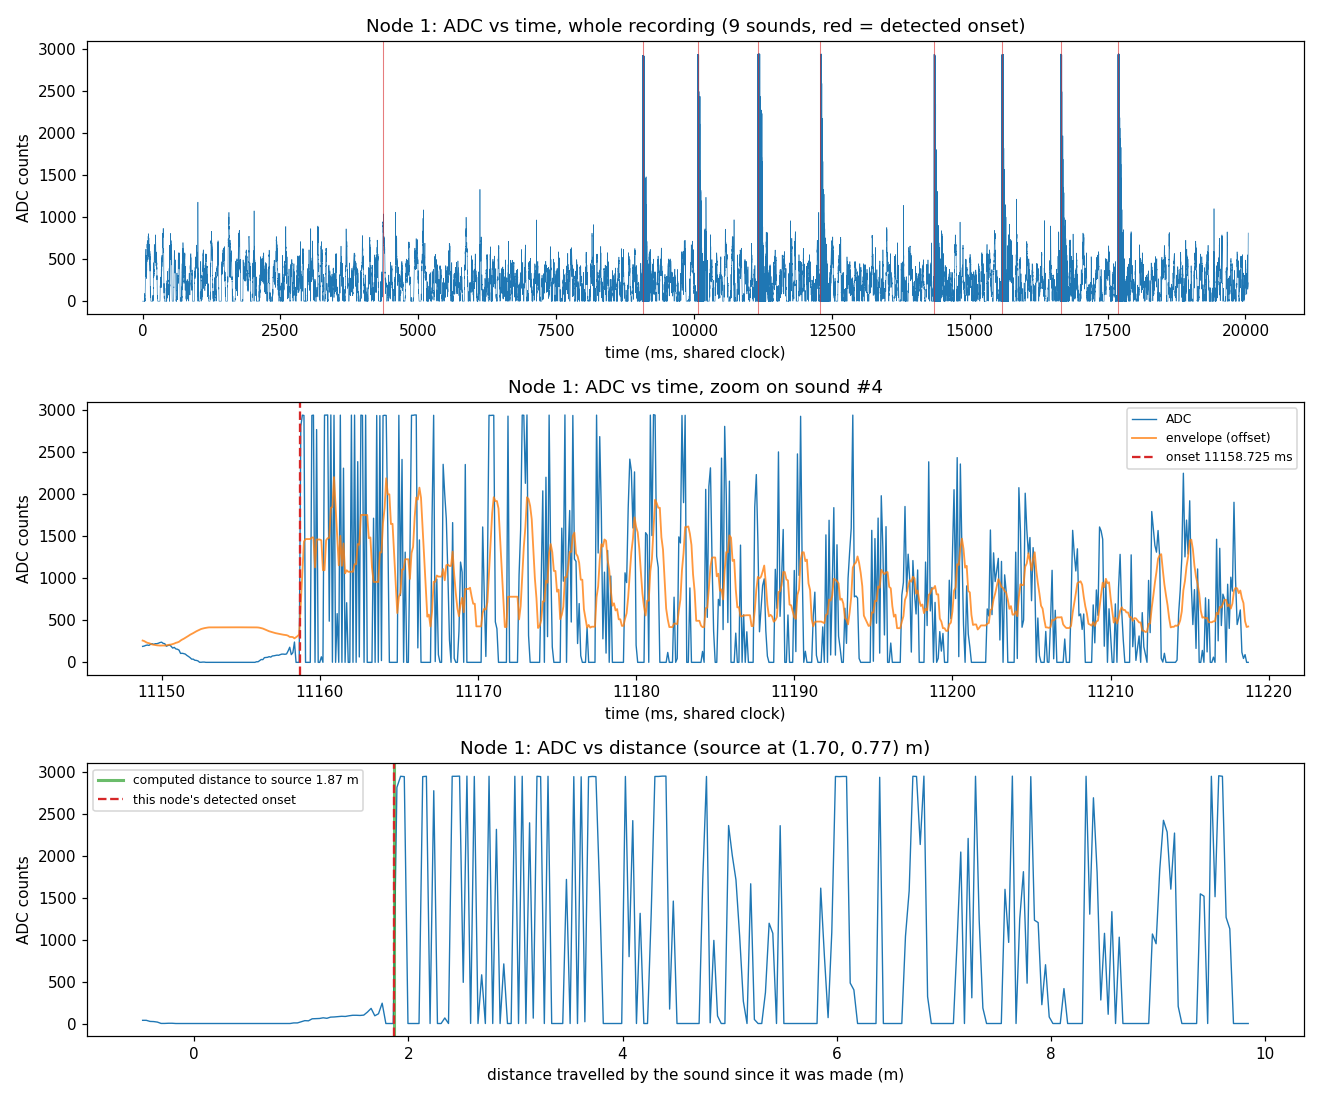 Node 1: ADC vs time, whole recording (9 sounds, red = detected onset)
ADC counts
3000
2500
2000
1500
1000
500
0
0 2500 5000 7500 10000 12500 15000 17500 20000
time (ms, shared clock)
Node 1: ADC vs time, zoom on sound #4
ADC counts
3000
2500
2000
1500
1000
500
0
ADC
envelope (offset)
onset 11158.725 ms
11150 11160 11170 11180 11190 11200 11210 11220
time (ms, shared clock)
Node 1: ADC vs distance (source at (1.70, 0.77) m)
ADC counts
3000
2500
2000
1500
1000
500
0
computed distance to source 1.87 m
this node's detected onset
0 2 4 6 8 10
distance travelled by the sound since it was made (m)